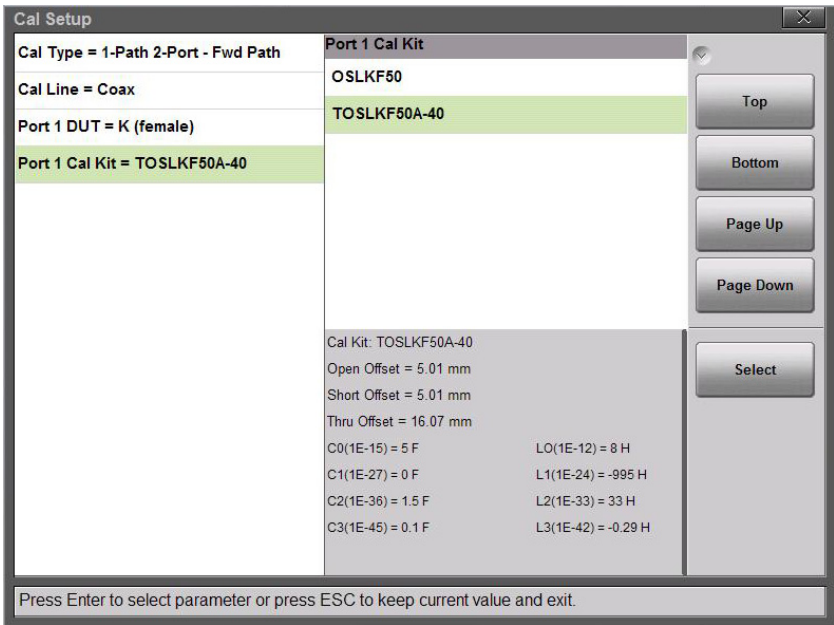 Cal Setup
Cal Type = 1-Path 2-Port - Fwd Path
Cal Line = Coax
Port 1 DUT = K (female)
Port 1 Cal Kit = TOSLKF50A-40
Port 1 Cal Kit
OSLKF50
TOSLKF50A-40
Cal Kit: TOSLKF50A-40
Open Offset = 5.01 mm
Short Offset = 5.01 mm
Thru Offset = 16.07 mm
C0(1E-15) = 5 F LO(1E-12) = 8 H
C1(1E-27) = 0 F L1(1E-24) = -995 H
C2(1E-36) = 1.5 F L2(1E-33) = 33 H
C3(1E-45) = 0.1 F L3(1E-42) = -0.29 H
Top
Bottom
Page Up
Page Down
Select
Press Enter to select parameter or press ESC to keep current value and exit.